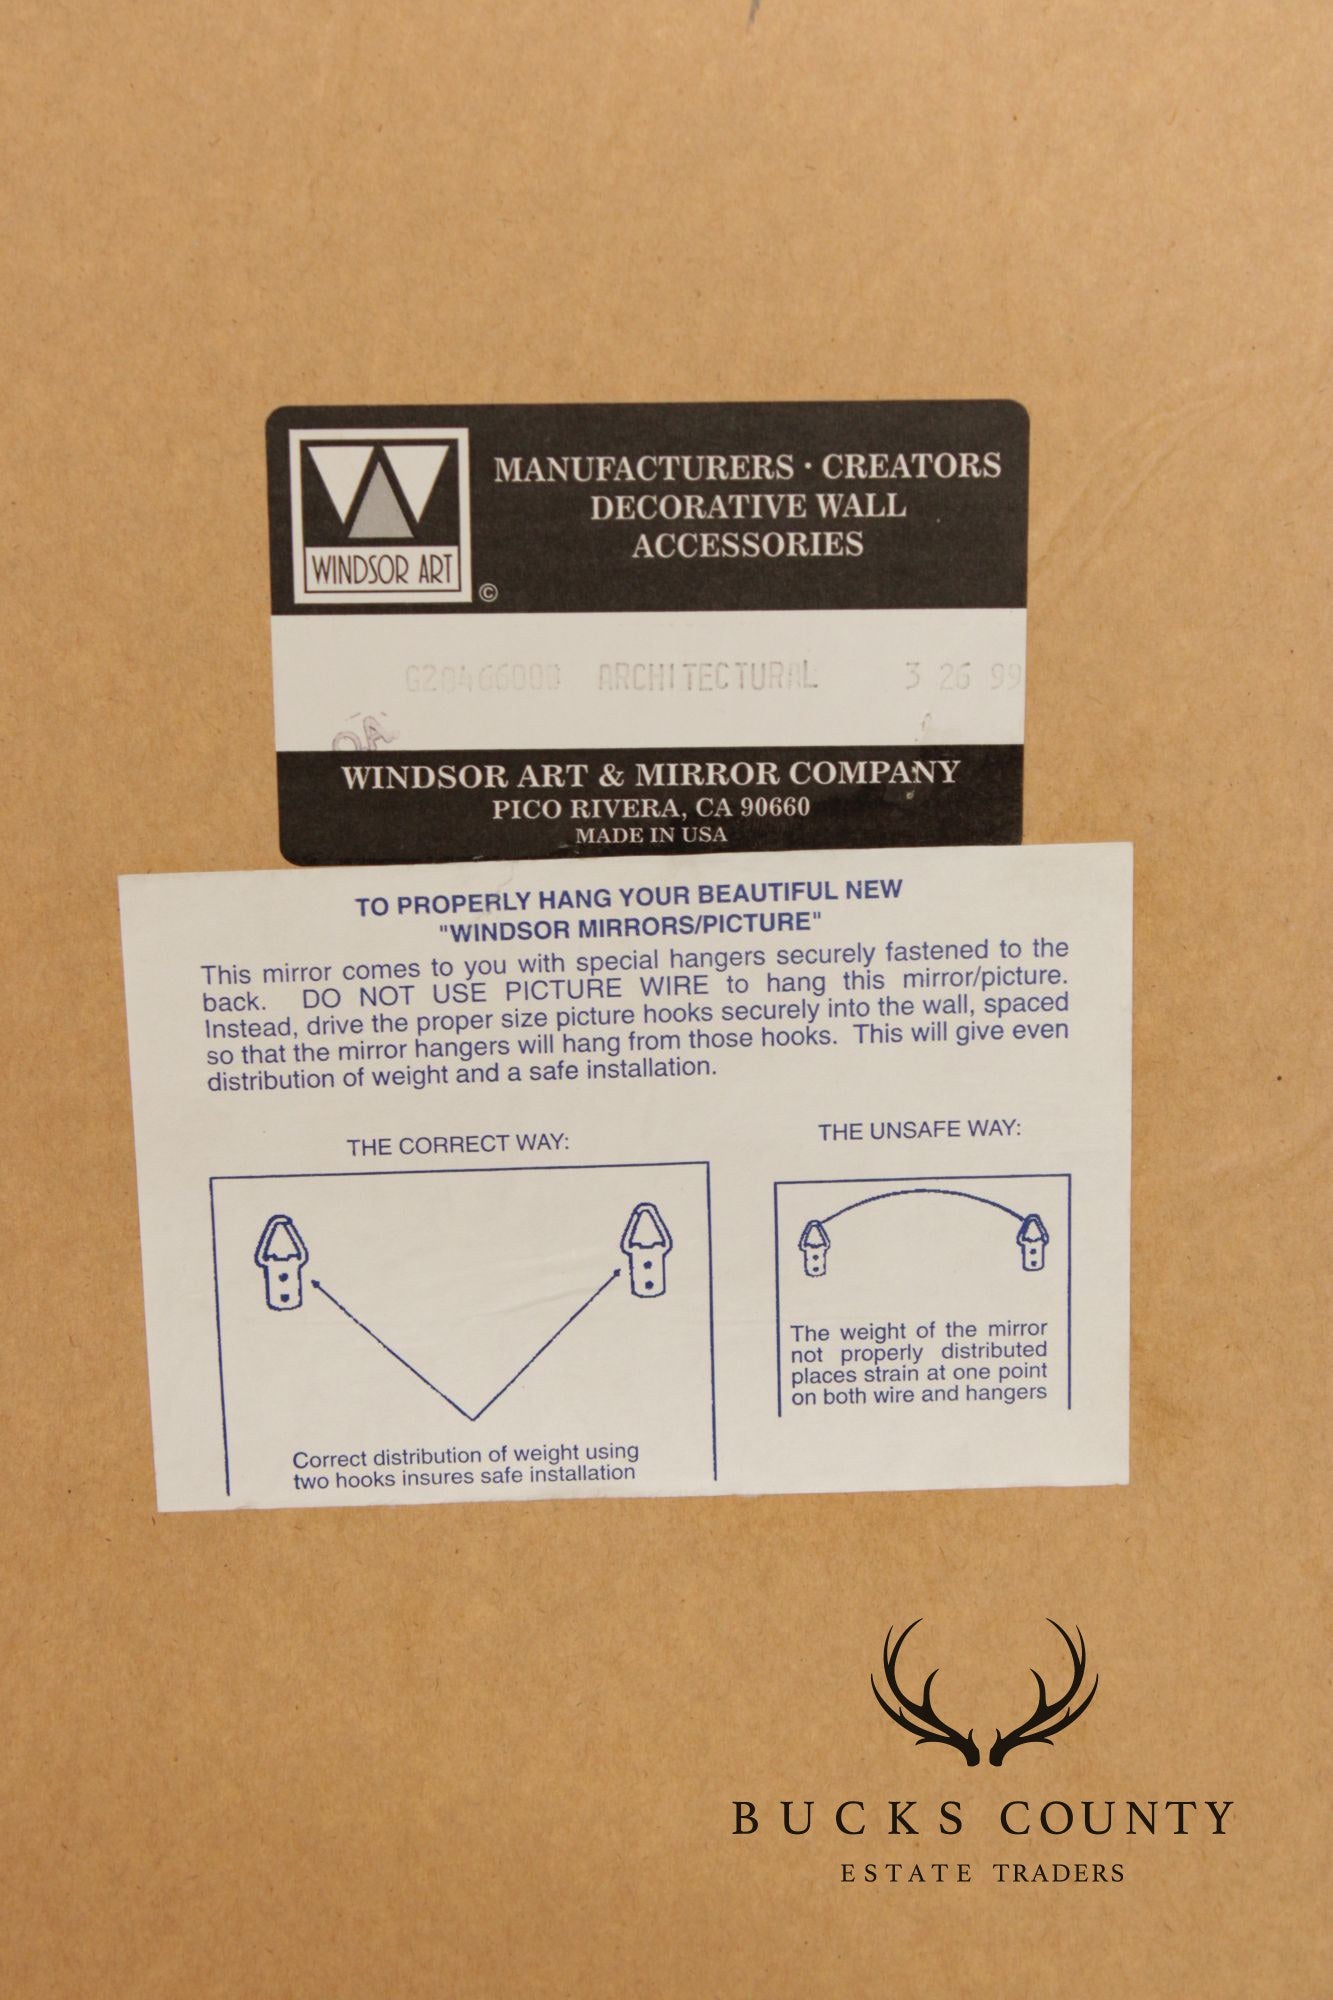 WINDSOR ART
©
MANUFACTURERS · CREATORS
DECORATIVE WALL
ACCESSORIES
ARCHITECTURAL 3 26 99
QA
WINDSOR ART & MIRROR COMPANY
PICO RIVERA, CA 90660
MADE IN USA
TO PROPERLY HANG YOUR BEAUTIFUL NEW
"WINDSOR MIRRORS/PICTURE"
This mirror comes to you with special hangers securely fastened to the
back. DO NOT USE PICTURE WIRE to hang this mirror/picture.
Instead, drive the proper size picture hooks securely into the wall, spaced
so that the mirror hangers will hang from those hooks. This will give even
distribution of weight and a safe installation.
THE CORRECT WAY:
Correct distribution of weight using
two hooks insures safe installation
THE UNSAFE WAY:
The weight of the mirror
not properly distributed
places strain at one point
on both wire and hangers
BUCKS COUNTY
ESTATE TRADERS